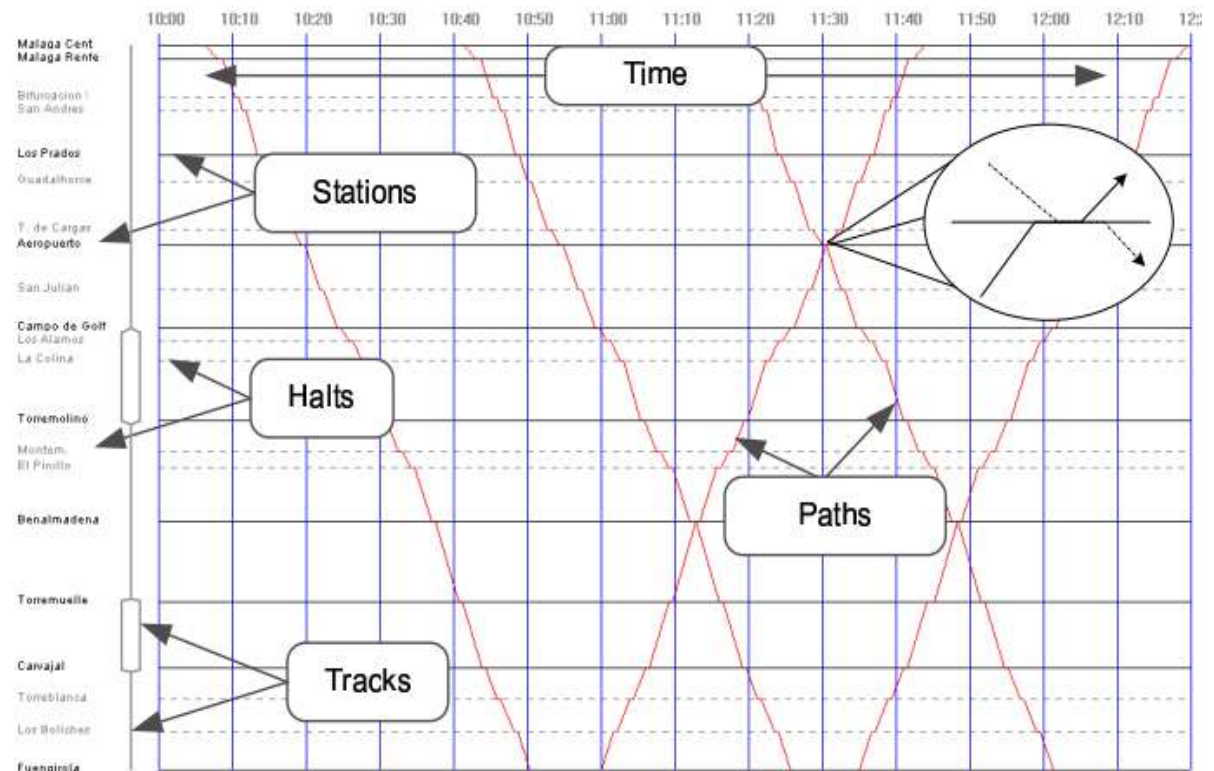 10:00 10:10 10:20 10:30 10:40 10:50 11:00 11:10 11:20 11:30 11:40 11:50 12:00 12:10 12:
Malaga Cent
Malaga Renfe
Time
Bifurcasion I
San Andres
Los Prados
Guadalhorce
Stations
T. de Cargas
Aeropuerto
San Julian
Campo de Golf
Los Alamos
La Colina
Halts
Torremolino
Montem.
El Pinillo
Paths
Benalmadena
Torremuelle
Carvajal
Tracks
Torreblanca
Los Boliches
Fuengirola